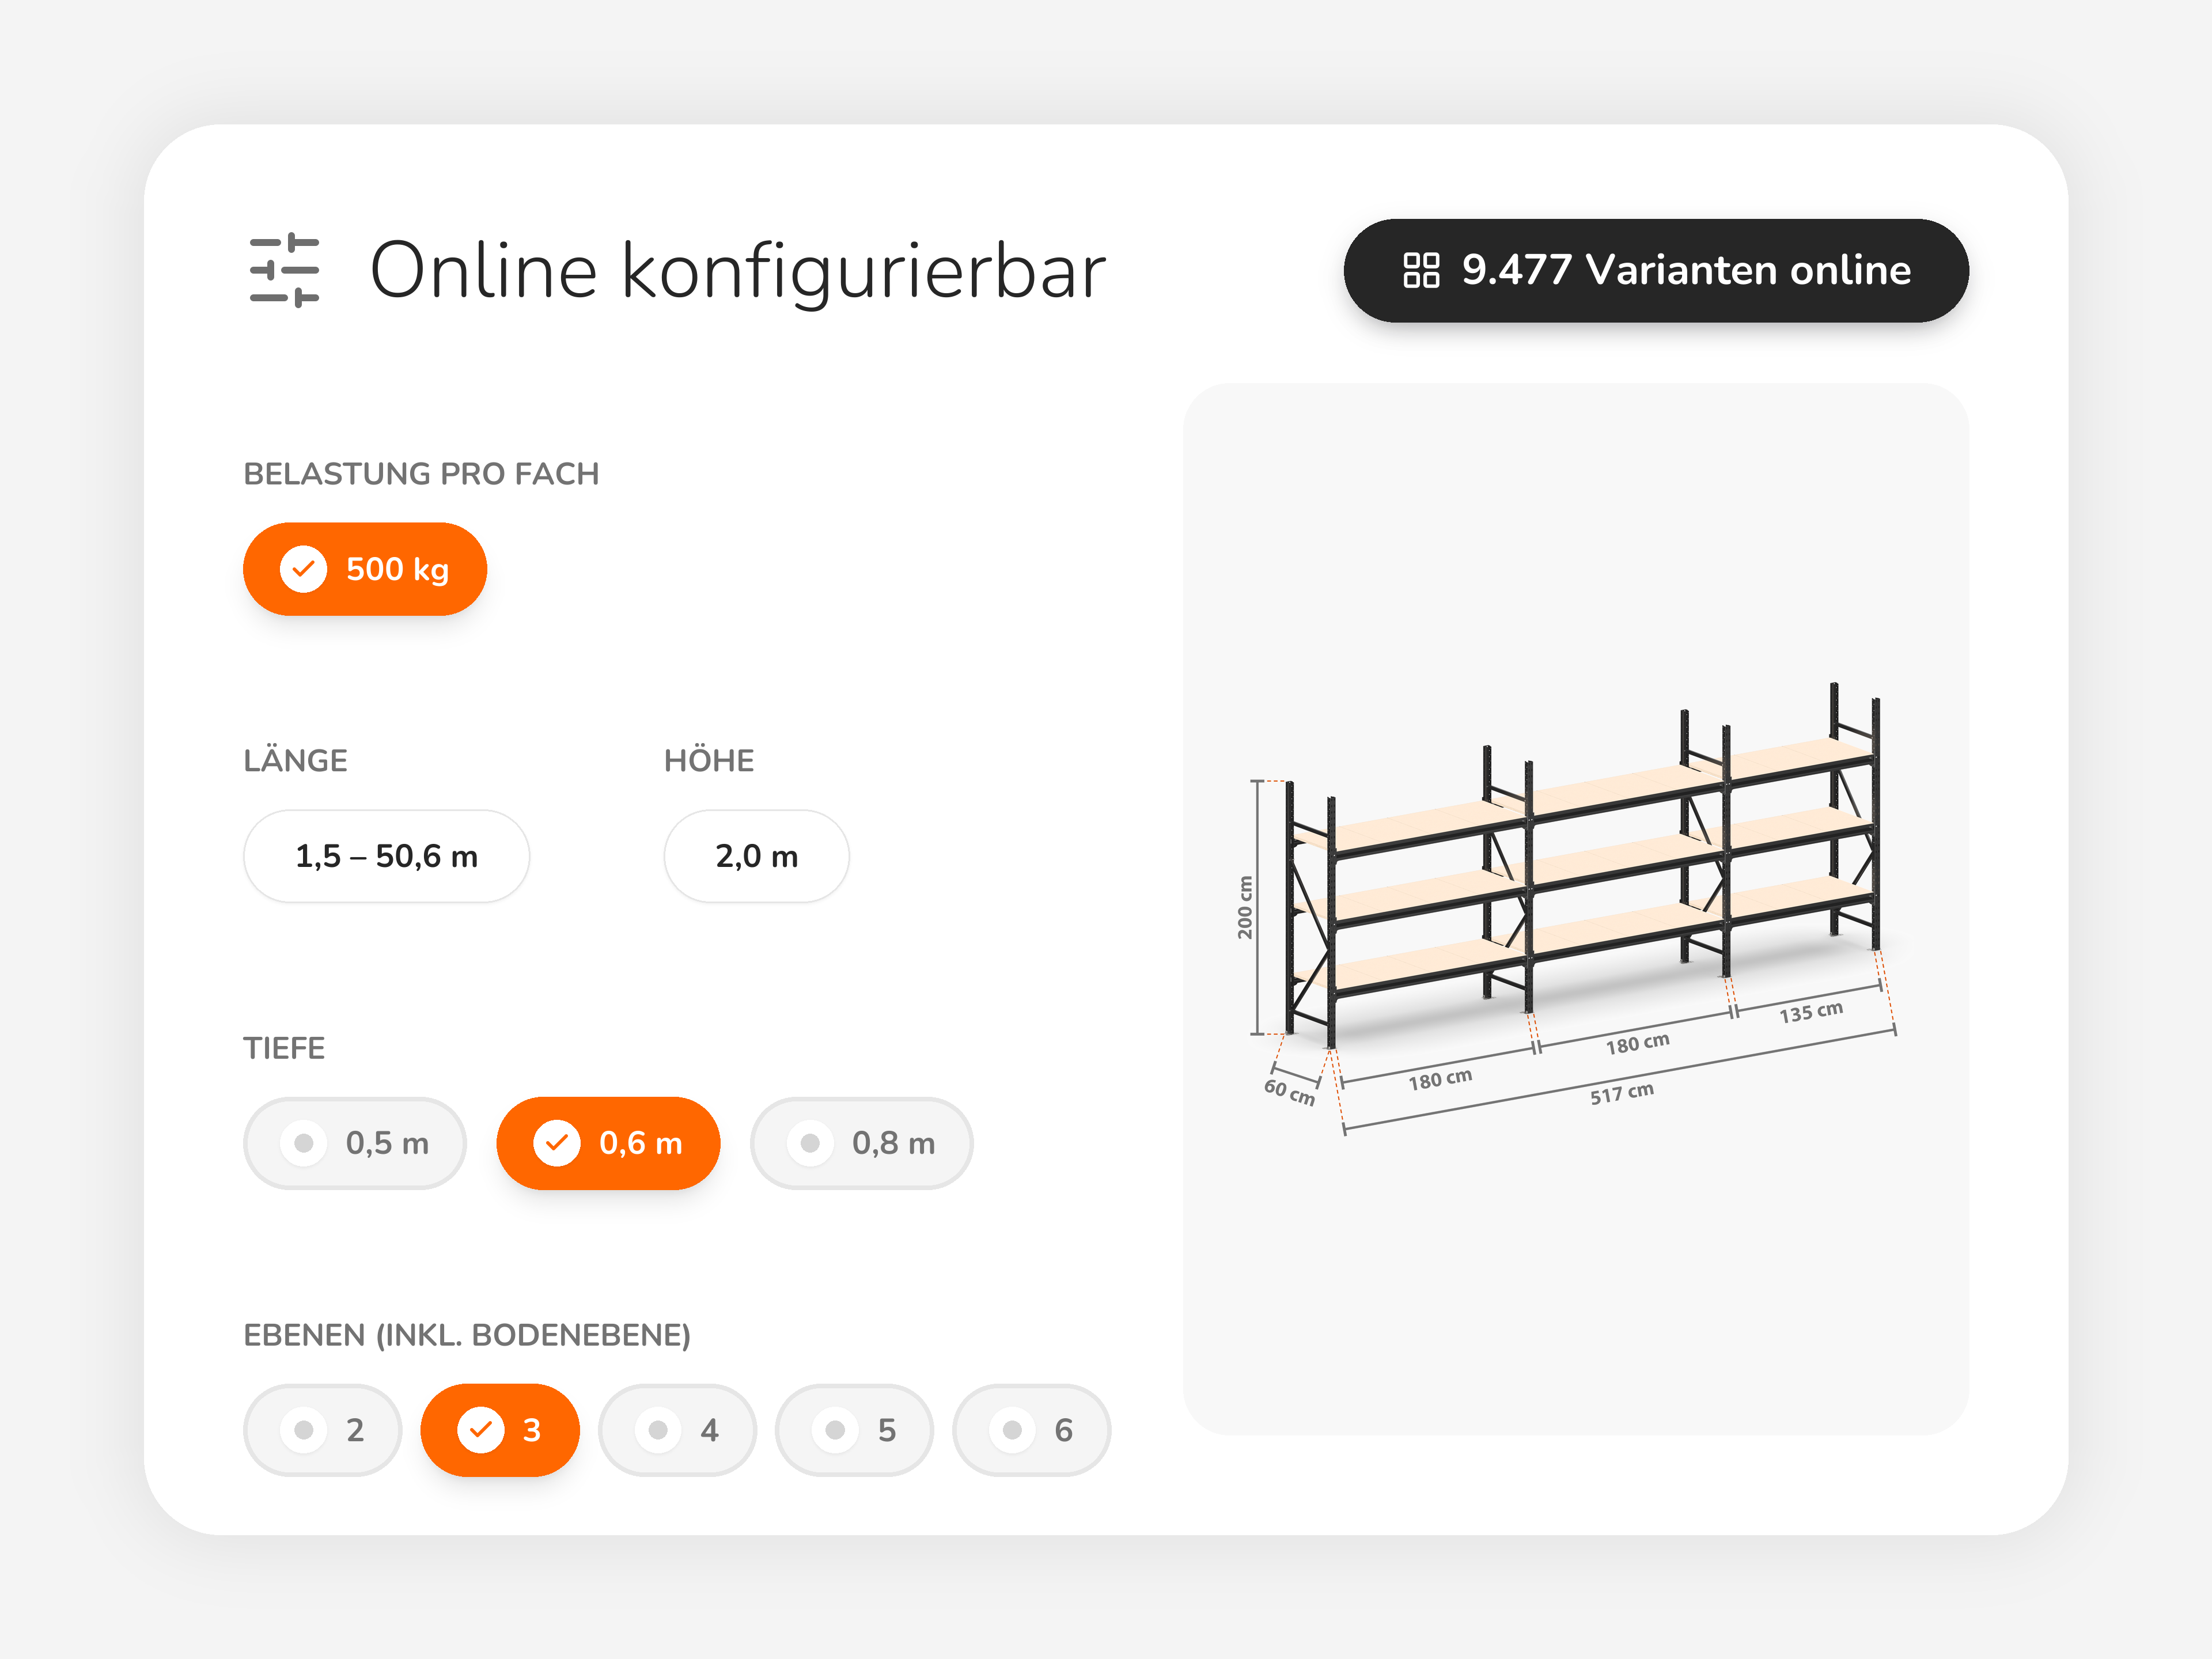 Online konfigurierbar
9.477 Varianten online
BELASTUNG PRO FACH
500 kg
LÄNGE
HÖHE
1,5 – 50,6 m
2,0 m
TIEFE
0,5 m
0,6 m
0,8 m
EBENEN (INKL. BODENEBENE)
2
3
4
5
6
200 cm
60 cm
180 cm
180 cm
135 cm
517 cm